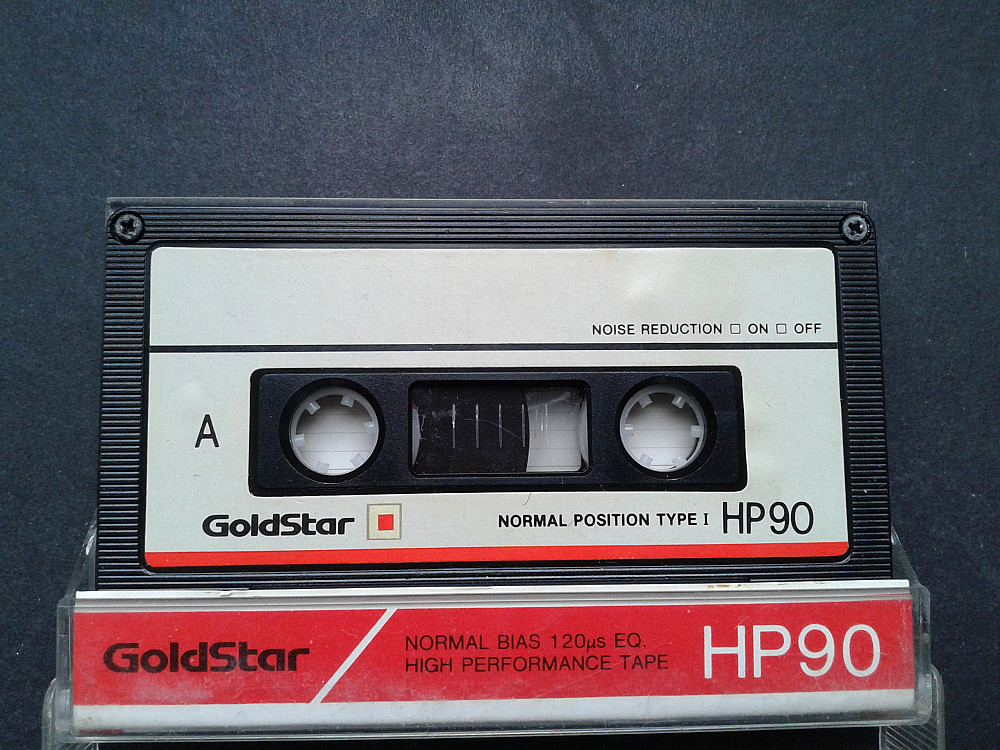 NOISE REDUCTION □ ON □ OFF
A
GoldStar NORMAL POSITION TYPE I HP90
GoldStar NORMAL BIAS 120µs EQ. HP90
HIGH PERFORMANCE TAPE